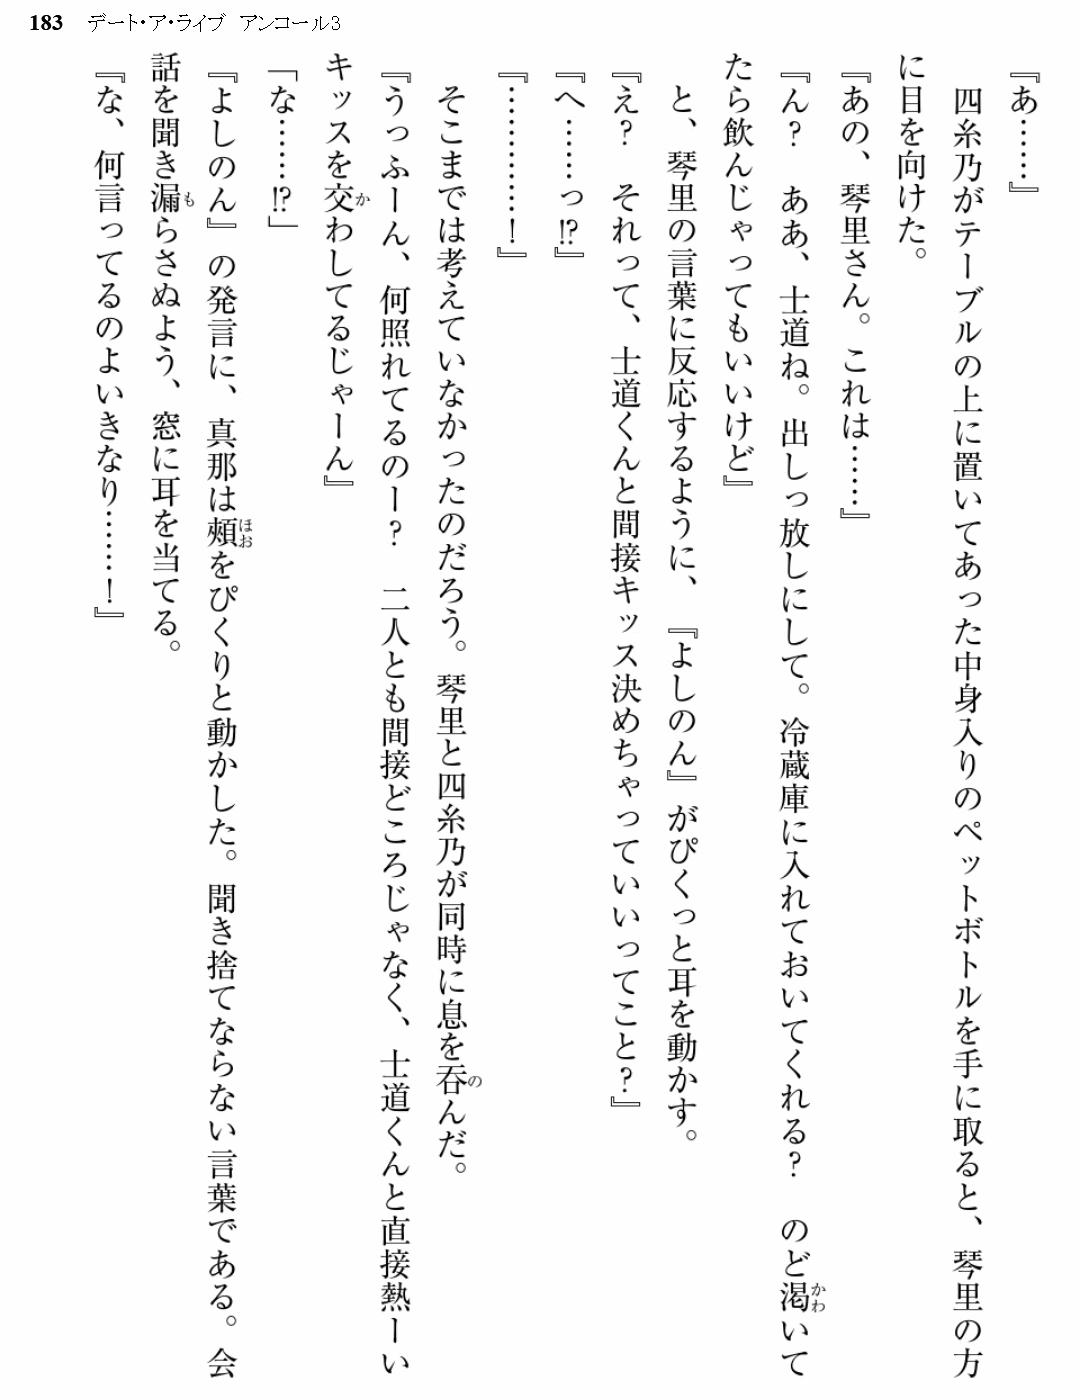 183 デート・ア・ライブ アンコール3
『あ……』
　四糸乃がテーブルの上に置いてあった中身入りのペットボトルを手に取ると、琴里の方
に目を向けた。
『あの、琴里さん。これは……』
『ん？　ああ、士道ね。出しっ放しにして。冷蔵庫に入れておいてくれる？　のど渇いて
たら飲んじゃってもいいけど』
　と、琴里の言葉に反応するように、『よしのん』がぴくっと耳を動かす。
『え？　それって、士道くんと間接キッス決めちゃっていいってこと？』
『へ……っ!?』
『…………！』
　そこまでは考えていなかったのだろう。琴里と四糸乃が同時に息を呑んだ。
『うっふーん、何照れてるのー？　二人とも間接どころじゃなく、士道くんと直接熱ーい
キッスを交わしてるじゃーん』
「な……!?」
『よしのん』の発言に、真那は頰をぴくりと動かした。聞き捨てならない言葉である。会
話を聞き漏らさぬよう、窓に耳を当てる。
『な、何言ってるのよいきなり……！』